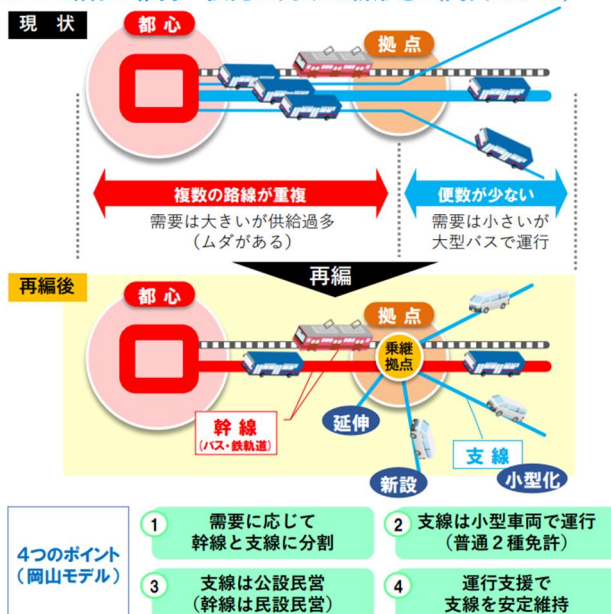 現 状
都 心
拠 点
複数の路線が重複
便数が少ない
需要は大きいが供給過多
(ムダがある)
需要は小さいが
大型バスで運行
再編
再編後
都 心
拠 点
乗継
拠点
幹 線
(バス・鉄軌道)
延伸
支 線
新設
小型化
4つのポイント
(岡山モデル)
1
需要に応じて
幹線と支線に分割
2
支線は小型車両で運行
(普通2種免許)
3
支線は公設民営
(幹線は民設民営)
4
運行支援で
支線を安定維持